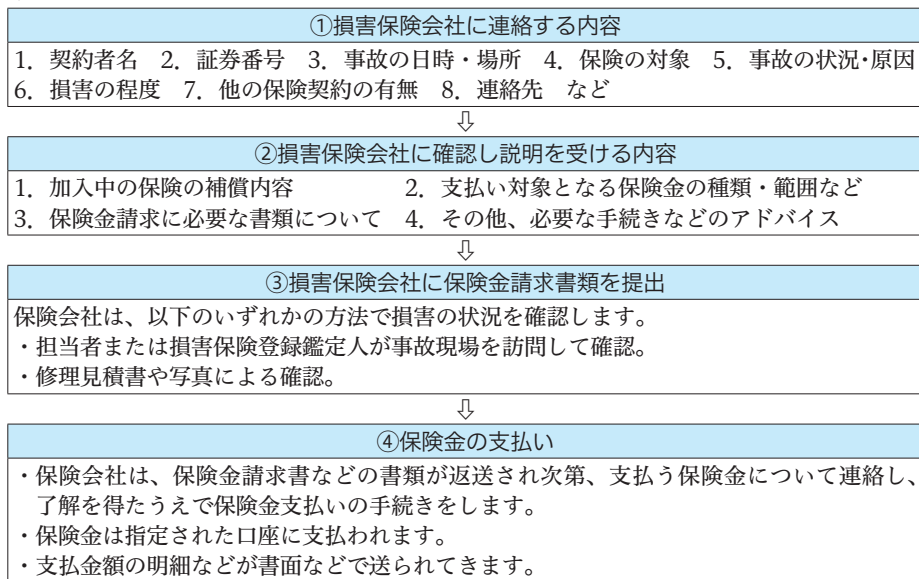 ①損害保険会社に連絡する内容
1．契約者名　2．証券番号　3．事故の日時・場所　4．保険の対象　5．事故の状況・原因
6．損害の程度　7．他の保険契約の有無　8．連絡先　など
⇩
②損害保険会社に確認し説明を受ける内容
1．加入中の保険の補償内容　2．支払い対象となる保険金の種類・範囲など
3．保険金請求に必要な書類について　4．その他、必要な手続きなどのアドバイス
⇩
③損害保険会社に保険金請求書類を提出
保険会社は、以下のいずれかの方法で損害の状況を確認します。
・担当者または損害保険登録鑑定人が事故現場を訪問して確認。
・修理見積書や写真による確認。
⇩
④保険金の支払い
・保険会社は、保険金請求書などの書類が返送され次第、支払う保険金について連絡し、
了解を得たうえで保険金支払いの手続きをします。
・保険金は指定された口座に支払われます。
・支払金額の明細などが書面などで送られてきます。